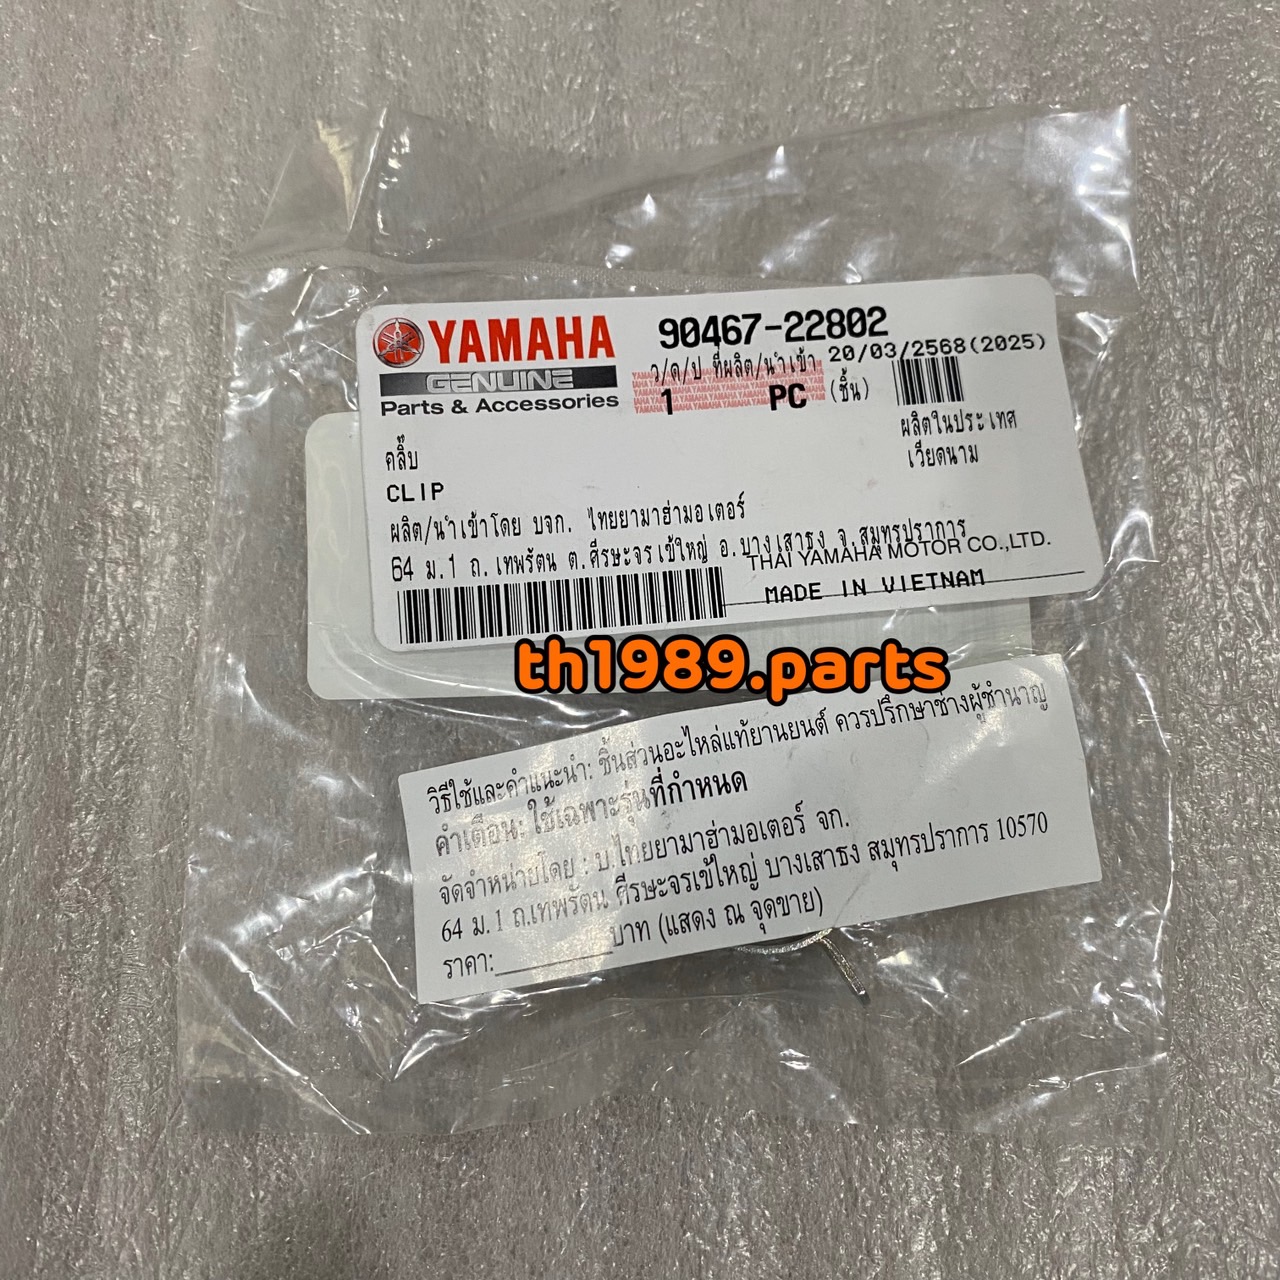 YAMAHA
GENUINE
Parts & Accessories
90467-22802
ว/ด/ป ที่ผลิต/นำเข้า 20/03/2568(2025)
1 PC (ชิ้น)
ผลิตในประเทศ
เวียดนาม
คลิ๊บ
CLIP
ผลิต/นำเข้าโดย บจก. ไทยยามาฮ่ามอเตอร์
64 ม.1 ถ.เทพรัตน ต.ศีรษะจรเข้ใหญ่ อ.บางเสาธง จ.สมุทรปราการ
THAI YAMAHA MOTOR CO.,LTD.
MADE IN VIETNAM
th1989.parts
วิธีใช้และคำแนะนำ: ชิ้นส่วนอะไหล่แท้ยานยนต์ ควรปรึกษาช่างผู้ชำนาญ
คำเตือน: ใช้เฉพาะรุ่นที่กำหนด
จัดจำหน่ายโดย : บ.ไทยยามาฮ่ามอเตอร์ จก.
64 ม.1 ถ.เทพรัตน ศีรษะจรเข้ใหญ่ บางเสาธง สมุทรปราการ 10570
ราคา:__________บาท (แสดง ณ จุดขาย)